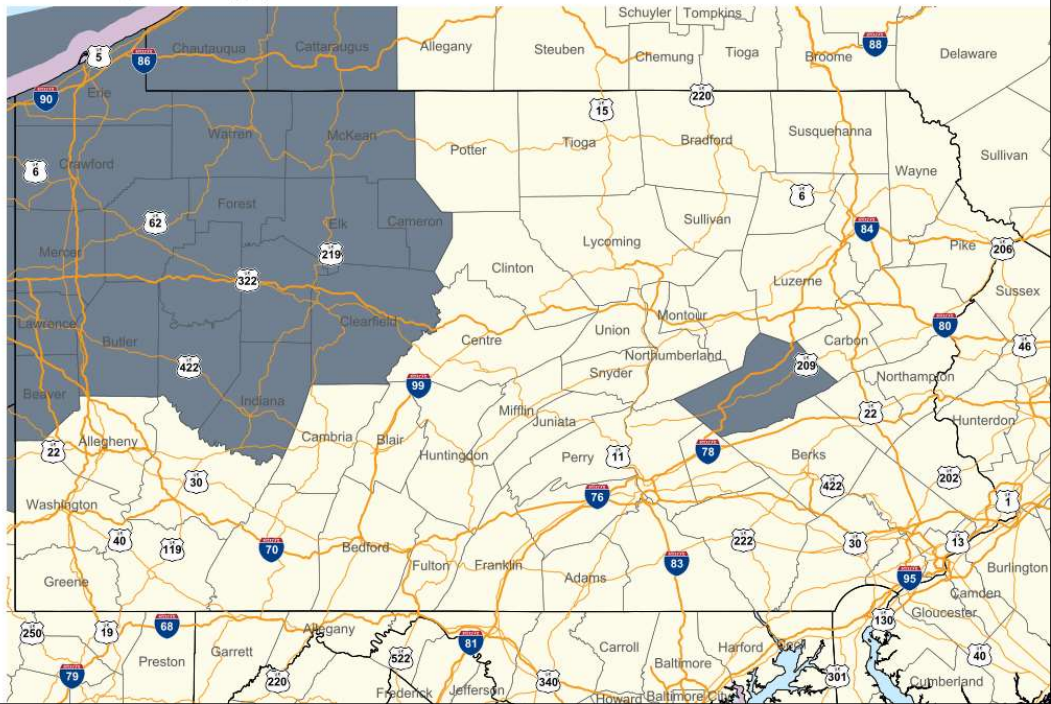 Schuyler Tompkins
Chautauqua Cattaraugus Allegany Steuben Tioga 88
5 86 Chemung Broome Delaware
90 Erie 220
15
Warren McKean Susquehanna
Potter Tioga Bradford
Crawford Sullivan
6 Wayne
Forest 6
62 Elk Cameron Sullivan
84
Mercer 219 Lycoming Pike 206
Clinton
322 Luzerne Sussex
Lawrence Clearfield Montour
Butler Centre Union Carbon 80
Northumberland 46
422 209
Snyder Northampton
Beaver 99
Indiana Mifflin 22
Juniata Hunterdon
Allegheny Cambria Blair
22 Huntingdon Perry 11 78 Berks
30 202
422
Washington 76 1
40 119 70 Bedford 222 30 13
Fulton Franklin 83 Burlington
Greene Adams 95
Camden
Gloucester
250 19 68 Allegany 130
81 Carroll Harford Cecil
Preston Garrett 522 40
79 220 Baltimore 301
340 Cumberland
Frederick Jefferson Howard Baltimore City